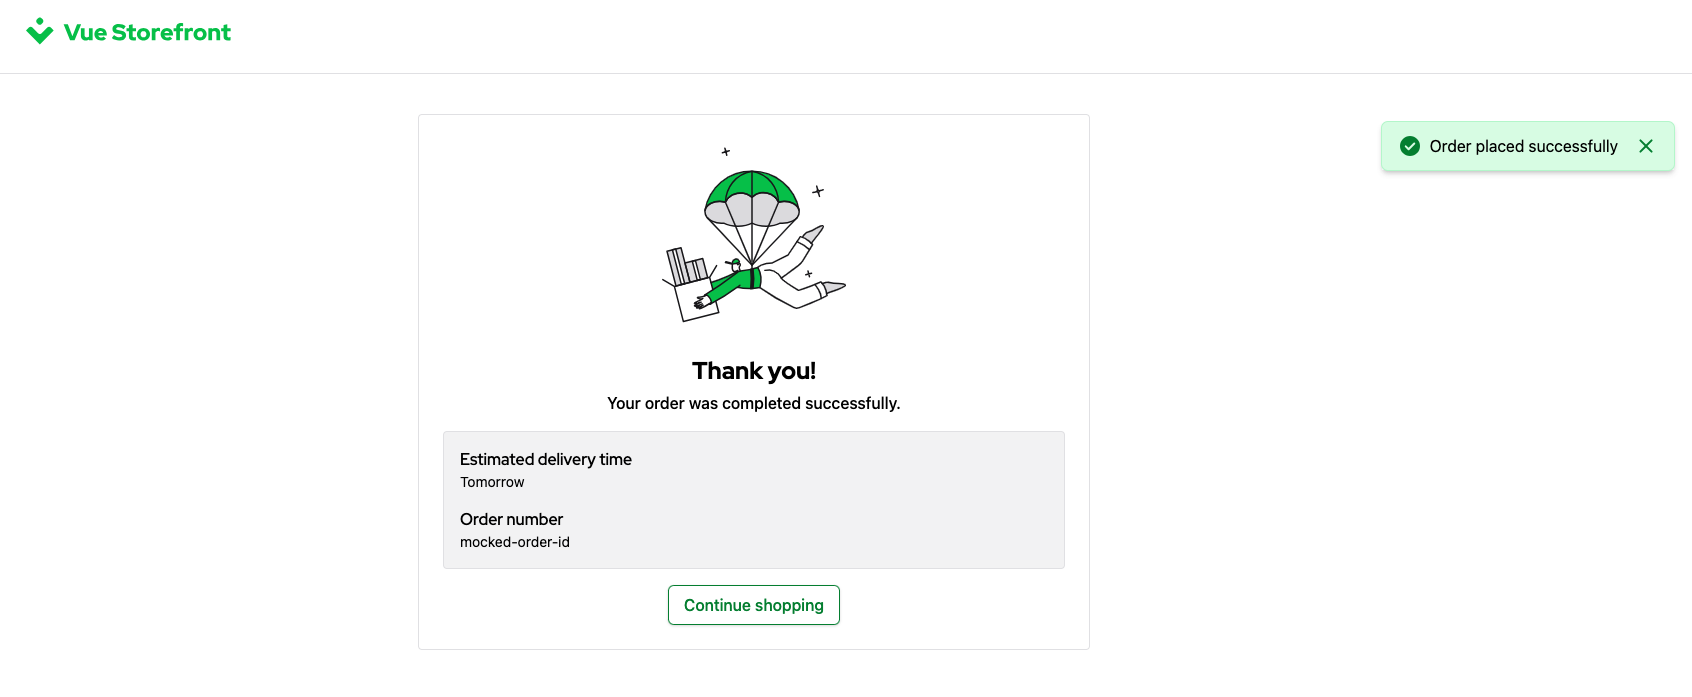 Vue Storefront
Order placed successfully
Thank you!
Your order was completed successfully.
Estimated delivery time
Tomorrow
Order number
mocked-order-id
Continue shopping